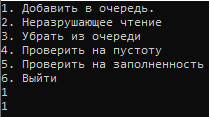 1. Добавить в очередь.
2. Неразрушающее чтение
3. Убрать из очереди
4. Проверить на пустоту
5. Проверить на заполненность
6. Выйти
1
1